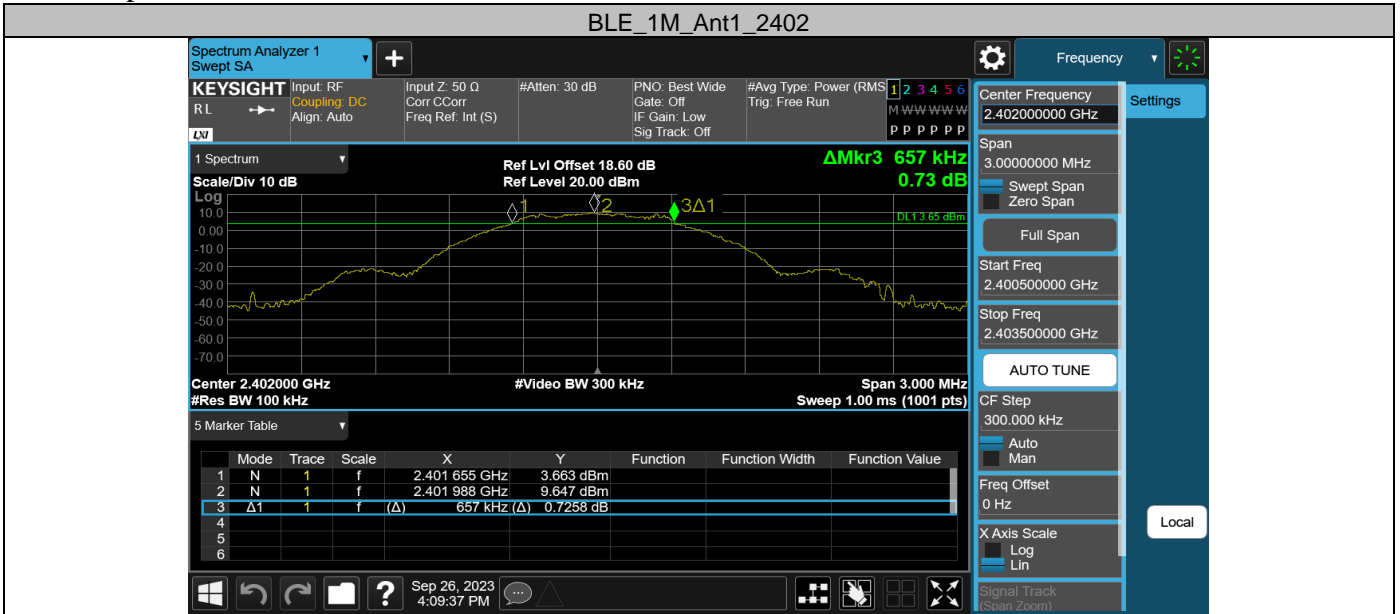 BLE_1M_Ant1_2402
Spectrum Analyzer 1
Swept SA
+
Frequency
KEYSIGHT
RL
LXI
Input: RF
Coupling: DC
Align: Auto
Input Z: 50 Ω
Corr CCorr
Freq Ref: Int (S)
#Atten: 30 dB
PNO: Best Wide
Gate: Off
IF Gain: Low
Sig Track: Off
#Avg Type: Power (RMS
Trig: Free Run
1 2 3 4 5 6
M W W W W W
P P P P P P
Center Frequency
2.402000000 GHz
Settings
Span
3.00000000 MHz
Swept Span
Zero Span
Full Span
Start Freq
2.400500000 GHz
Stop Freq
2.403500000 GHz
AUTO TUNE
CF Step
300.000 kHz
Auto
Man
Freq Offset
0 Hz
X Axis Scale
Log
Lin
Signal Track
(Span Zoom)
Local
1 Spectrum
Scale/Div 10 dB
Ref Lvl Offset 18.60 dB
Ref Level 20.00 dBm
ΔMkr3 657 kHz
0.73 dB
Log
10.0
0.00
-10.0
-20.0
-30.0
-40.0
-50.0
-60.0
-70.0
1
2
3Δ1
DL1 3.65 dBm
Center 2.402000 GHz
#Video BW 300 kHz
Span 3.000 MHz
#Res BW 100 kHz
Sweep 1.00 ms (1001 pts)
5 Marker Table
Mode Trace Scale X Y Function Function Width Function Value
1 N 1 f 2.401 655 GHz 3.663 dBm
2 N 1 f 2.401 988 GHz 9.647 dBm
3 Δ1 1 f (Δ) 657 kHz (Δ) 0.7258 dB
4
5
6
?
Sep 26, 2023
4:09:37 PM